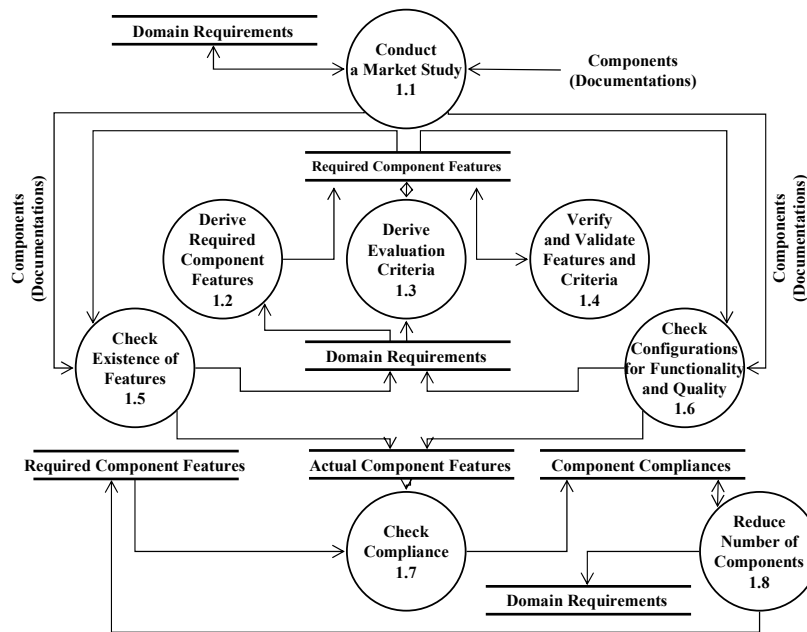 Domain Requirements
Conduct
a Market Study
1.1
Components
(Documentations)
Required Component Features
Components
(Documentations)
Derive
Required
Component
Features
1.2
Derive
Evaluation
Criteria
1.3
Verify
and Validate
Features and
Criteria
1.4
Components
(Documentations)
Check
Existence of
Features
1.5
Domain Requirements
Check
Configurations
for Functionality
and Quality
1.6
Required Component Features
Actual Component Features
Component Compliances
Check
Compliance
1.7
Reduce
Number of
Components
1.8
Domain Requirements